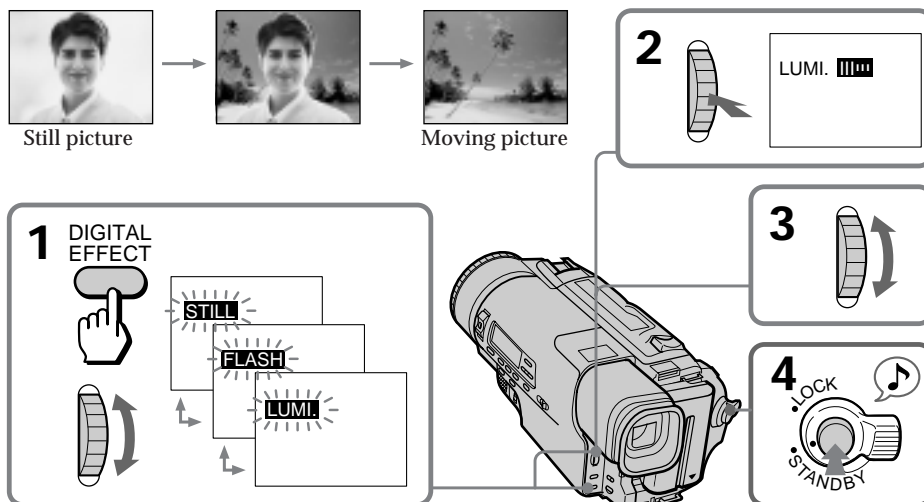 Still picture
Moving picture
1
DIGITAL
EFFECT
STILL
FLASH
LUMI.
2
LUMI.
3
4
LOCK
STANDBY